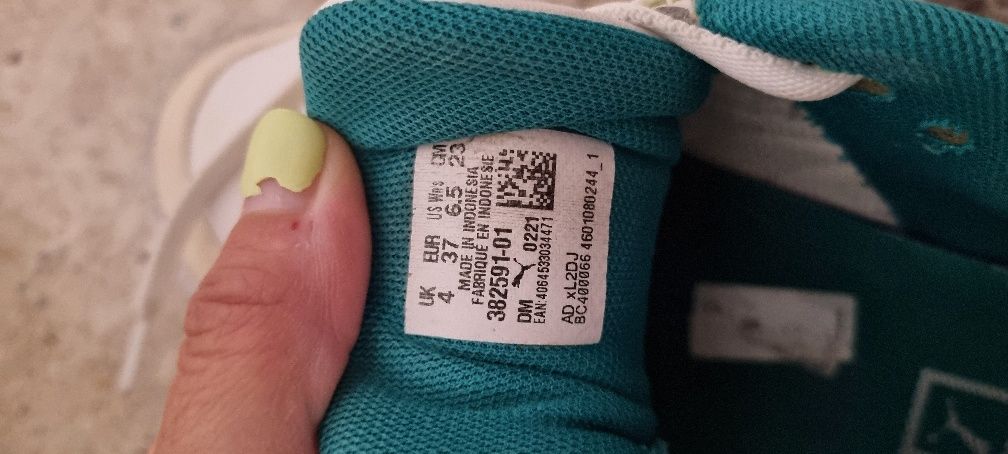 UK EUR US Wns CM
4 37 6.5 23
MADE IN INDONESIA
FABRIQUE EN INDONESIE
382591-01
DM 0221
EAN:4064533034471
AD xL2DJ
BC400066 4601080244_1